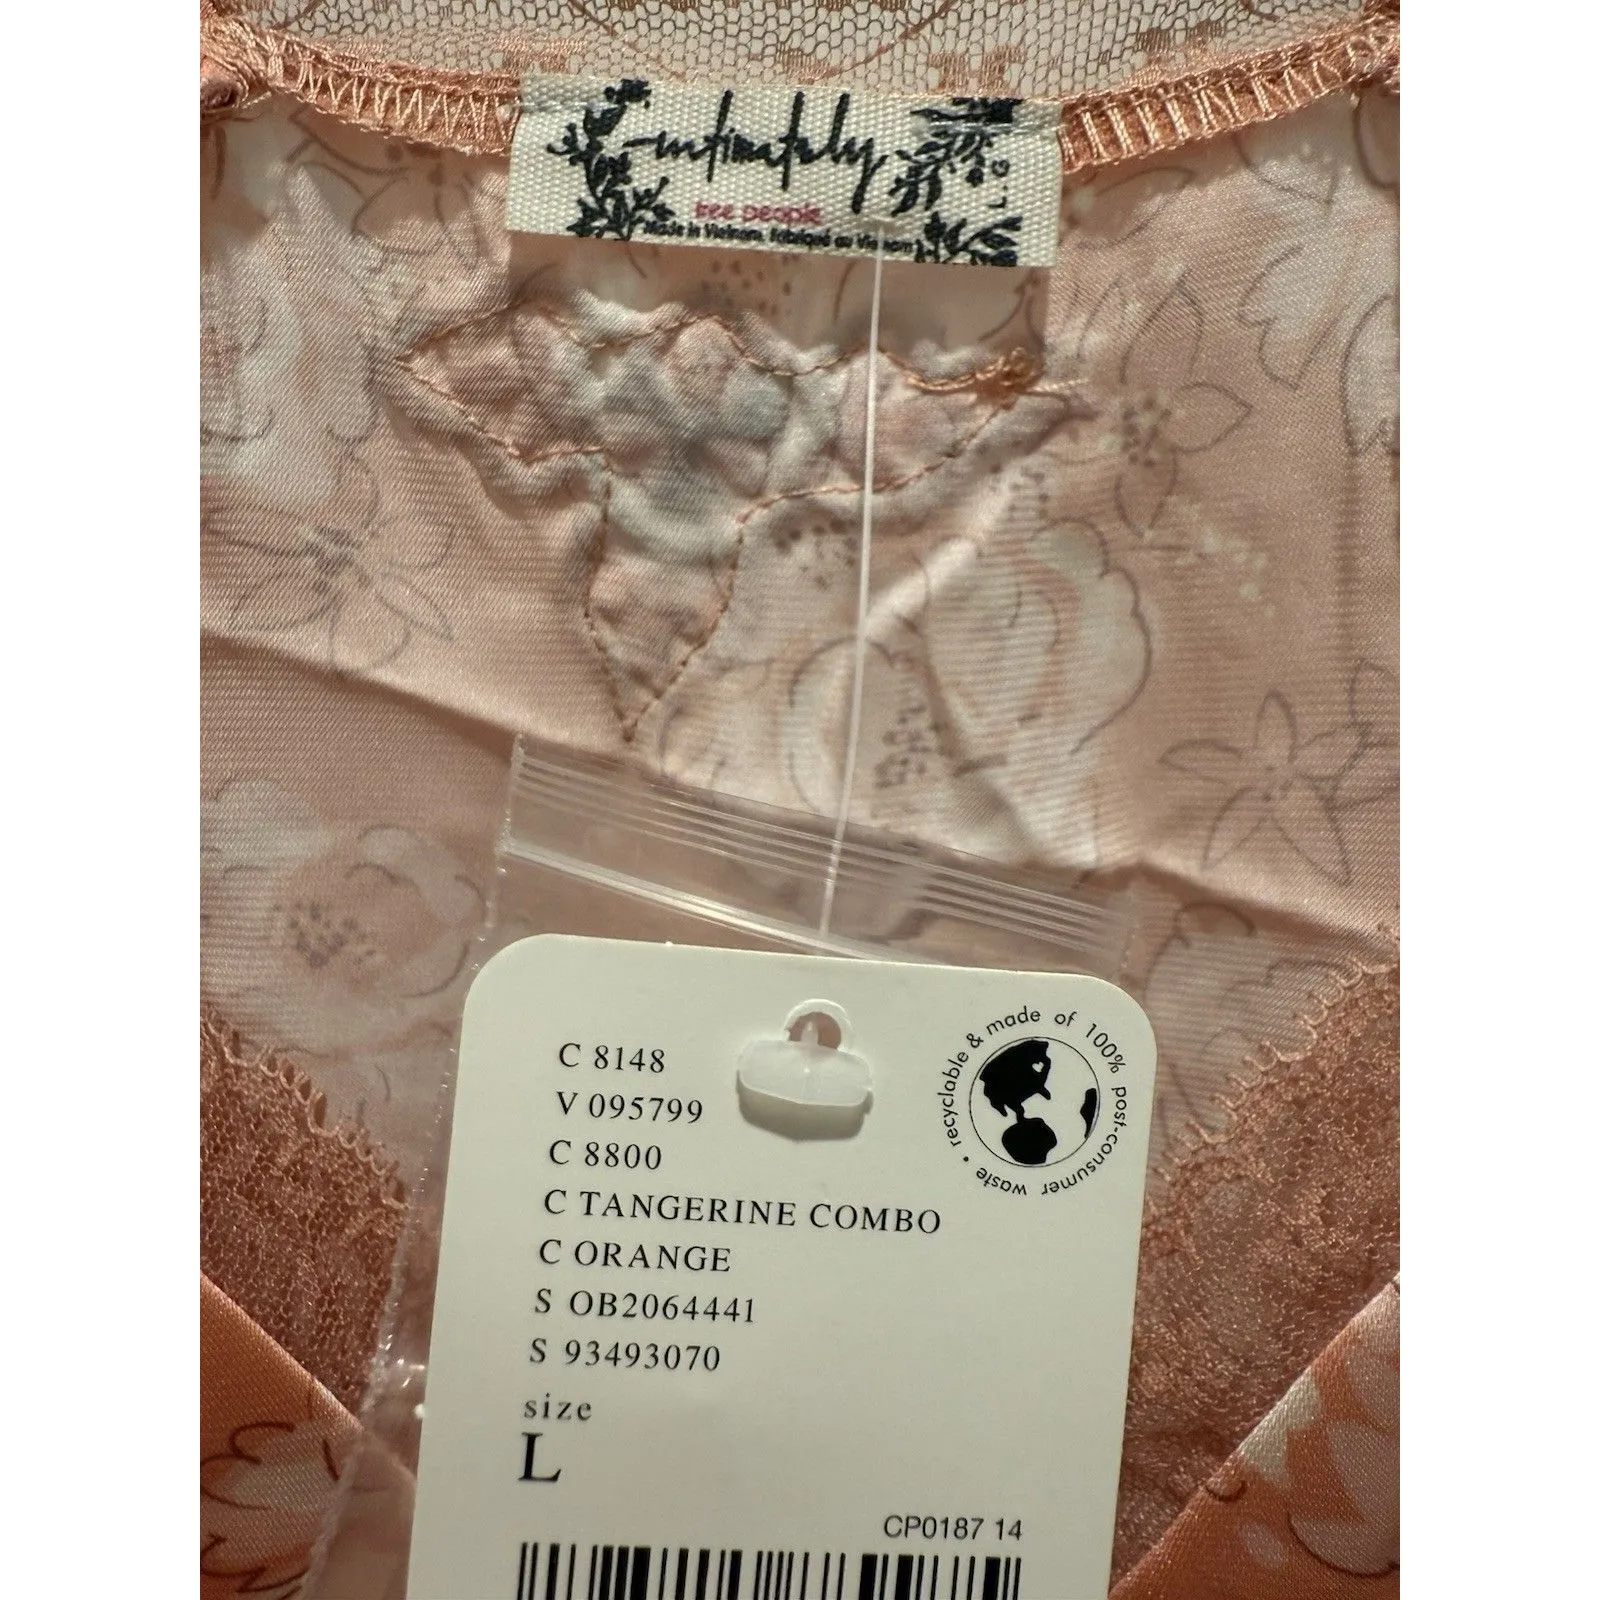 intimately
free people
Made in Vietnam, Fabriqué au Vietnam
L.G
recyclable & made of 100% post-consumer waste •
C 8148
V 095799
C 8800
C TANGERINE COMBO
C ORANGE
S OB2064441
S 93493070
size
L
CP0187 14